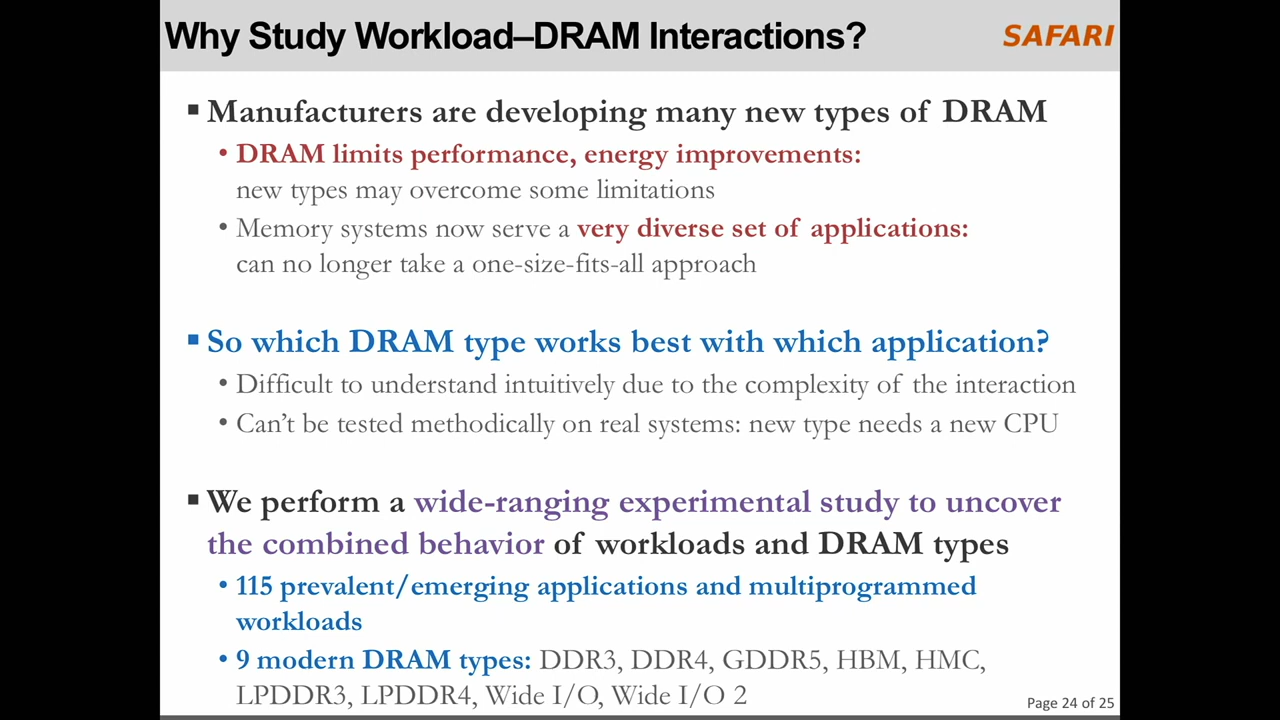 Why Study Workload–DRAM Interactions?
SAFARI
▪ Manufacturers are developing many new types of DRAM
• DRAM limits performance, energy improvements:
new types may overcome some limitations
• Memory systems now serve a very diverse set of applications:
can no longer take a one-size-fits-all approach
▪ So which DRAM type works best with which application?
• Difficult to understand intuitively due to the complexity of the interaction
• Can’t be tested methodically on real systems: new type needs a new CPU
▪ We perform a wide-ranging experimental study to uncover
the combined behavior of workloads and DRAM types
• 115 prevalent/emerging applications and multiprogrammed
workloads
• 9 modern DRAM types: DDR3, DDR4, GDDR5, HBM, HMC,
LPDDR3, LPDDR4, Wide I/O, Wide I/O 2
Page 24 of 25